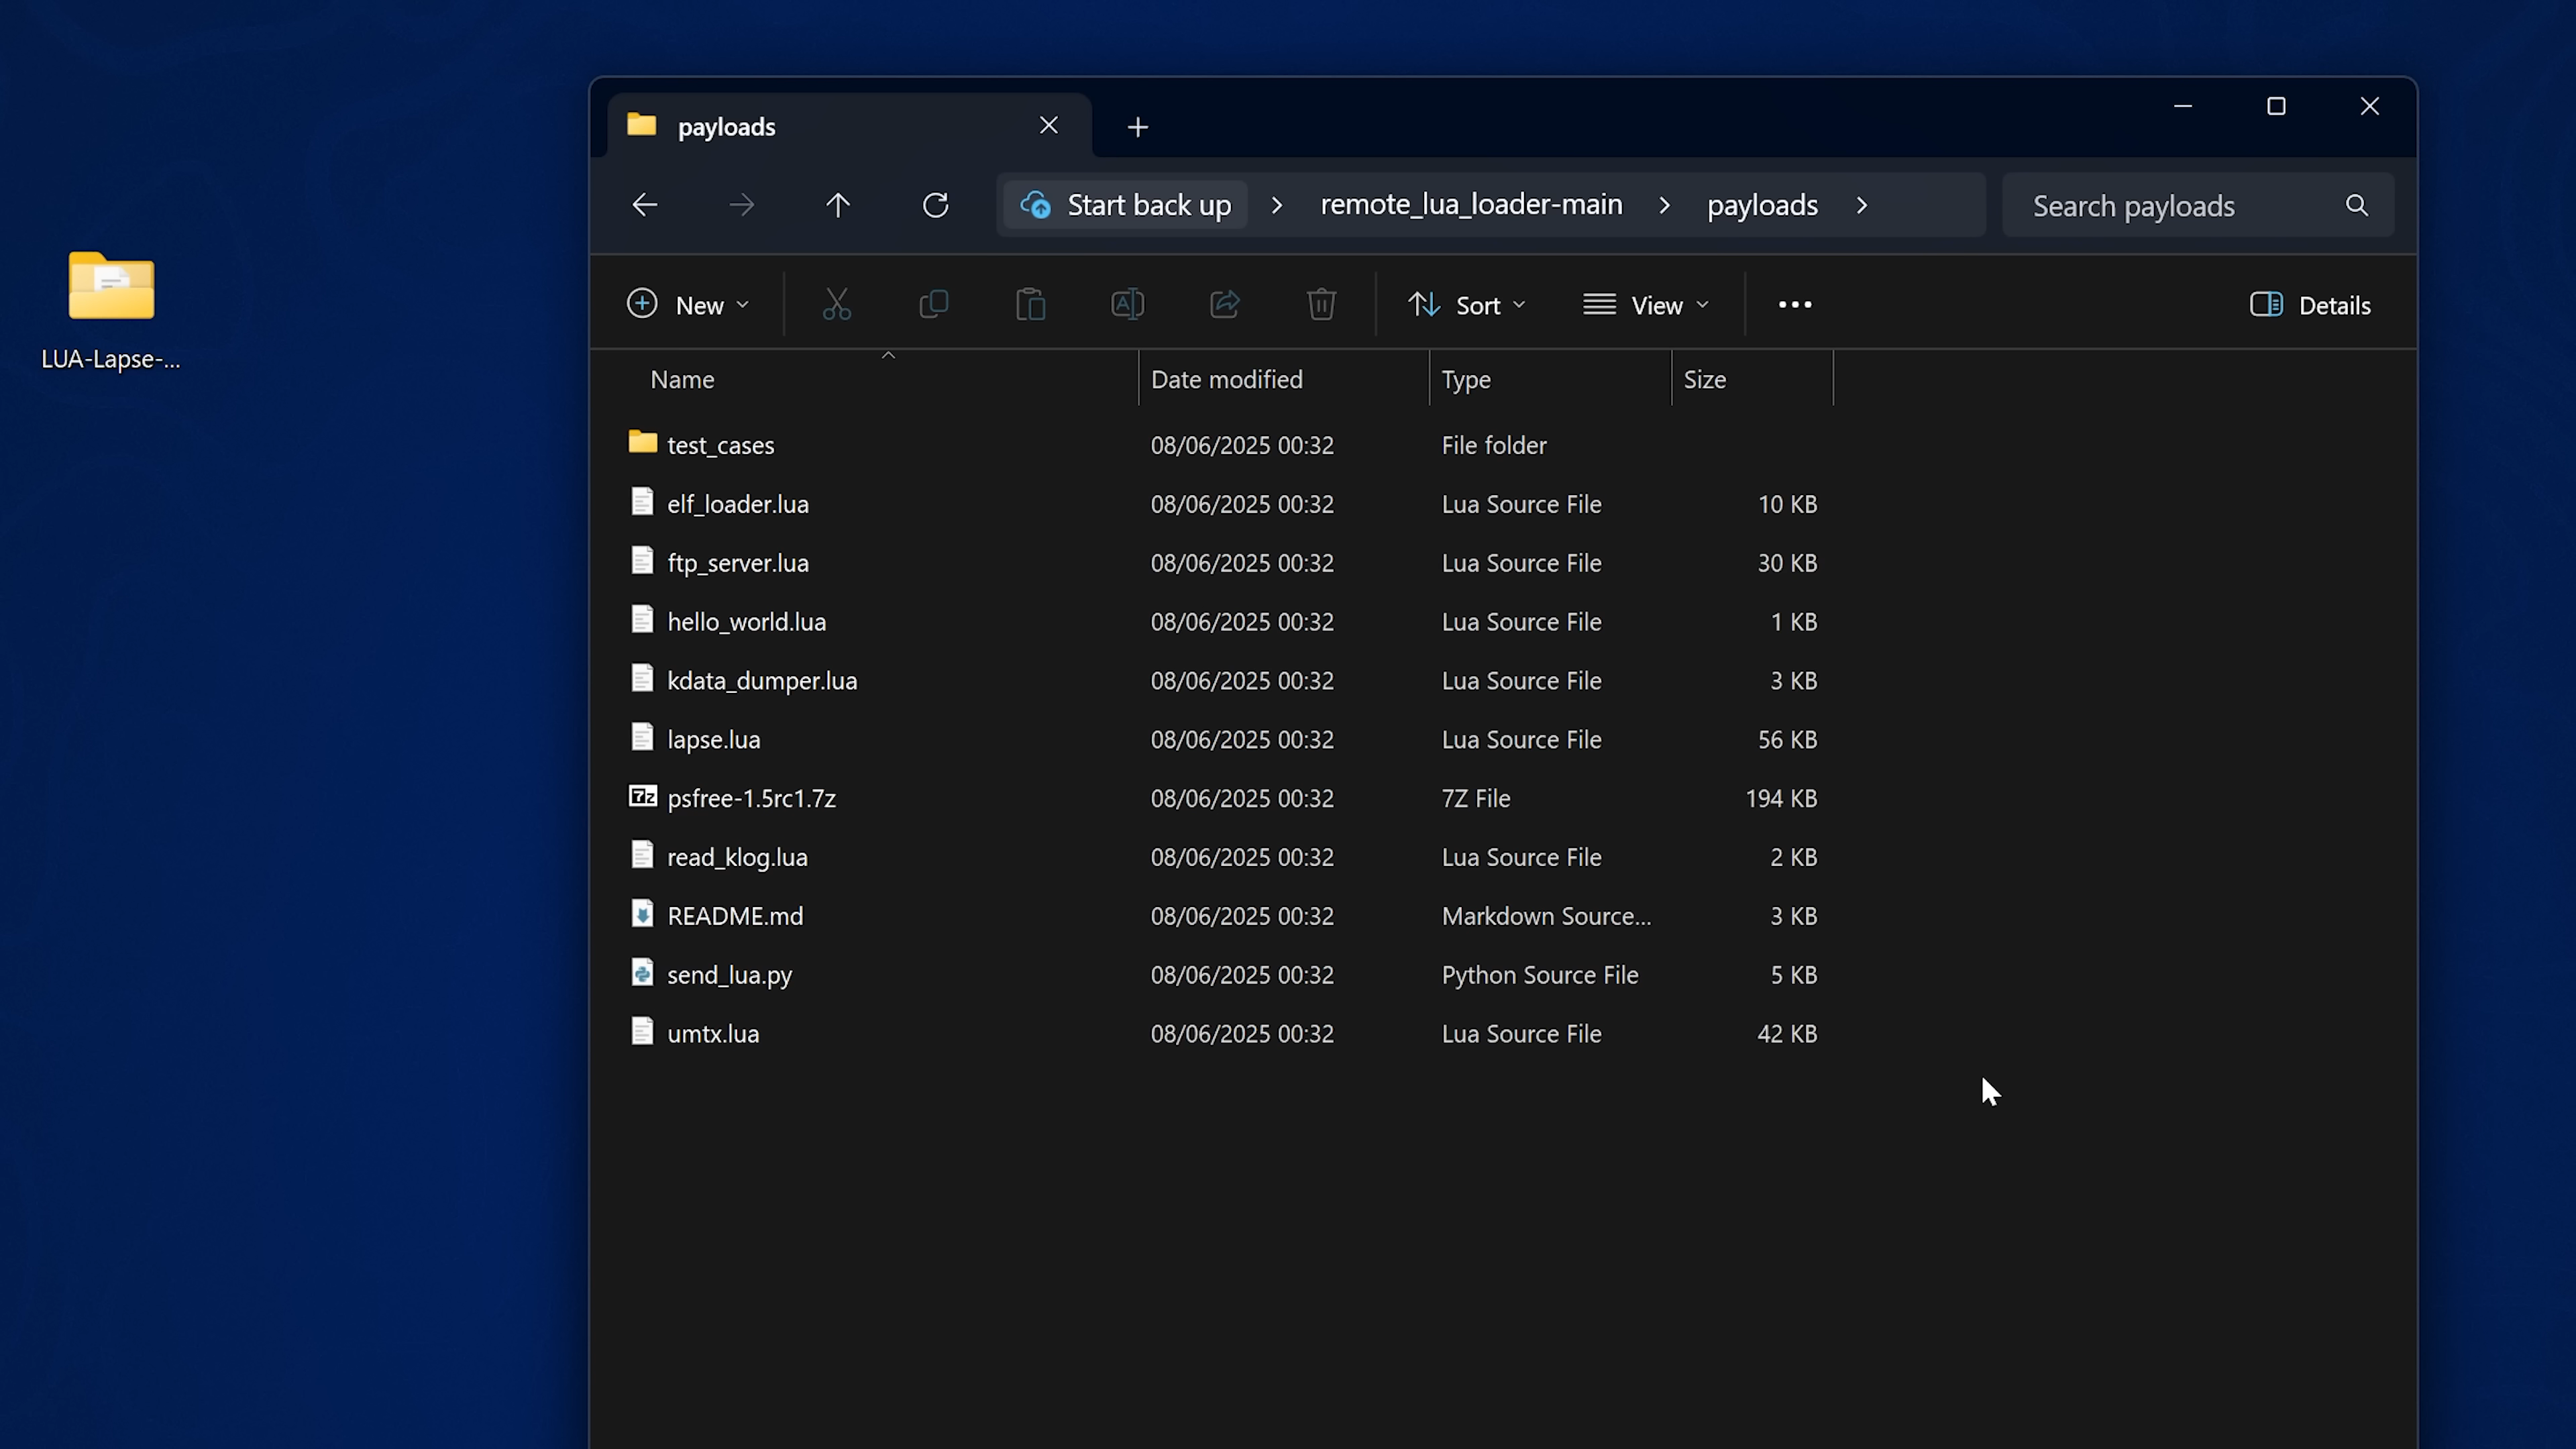 payloads
Start back up
remote_lua_loader-main
payloads
Search payloads
New
Sort
View
Details
LUA-Lapse-...
Name Date modified Type Size
test_cases 08/06/2025 00:32 File folder
elf_loader.lua 08/06/2025 00:32 Lua Source File 10 KB
ftp_server.lua 08/06/2025 00:32 Lua Source File 30 KB
hello_world.lua 08/06/2025 00:32 Lua Source File 1 KB
kdata_dumper.lua 08/06/2025 00:32 Lua Source File 3 KB
lapse.lua 08/06/2025 00:32 Lua Source File 56 KB
7z psfree-1.5rc1.7z 08/06/2025 00:32 7Z File 194 KB
read_klog.lua 08/06/2025 00:32 Lua Source File 2 KB
README.md 08/06/2025 00:32 Markdown Source... 3 KB
send_lua.py 08/06/2025 00:32 Python Source File 5 KB
umtx.lua 08/06/2025 00:32 Lua Source File 42 KB